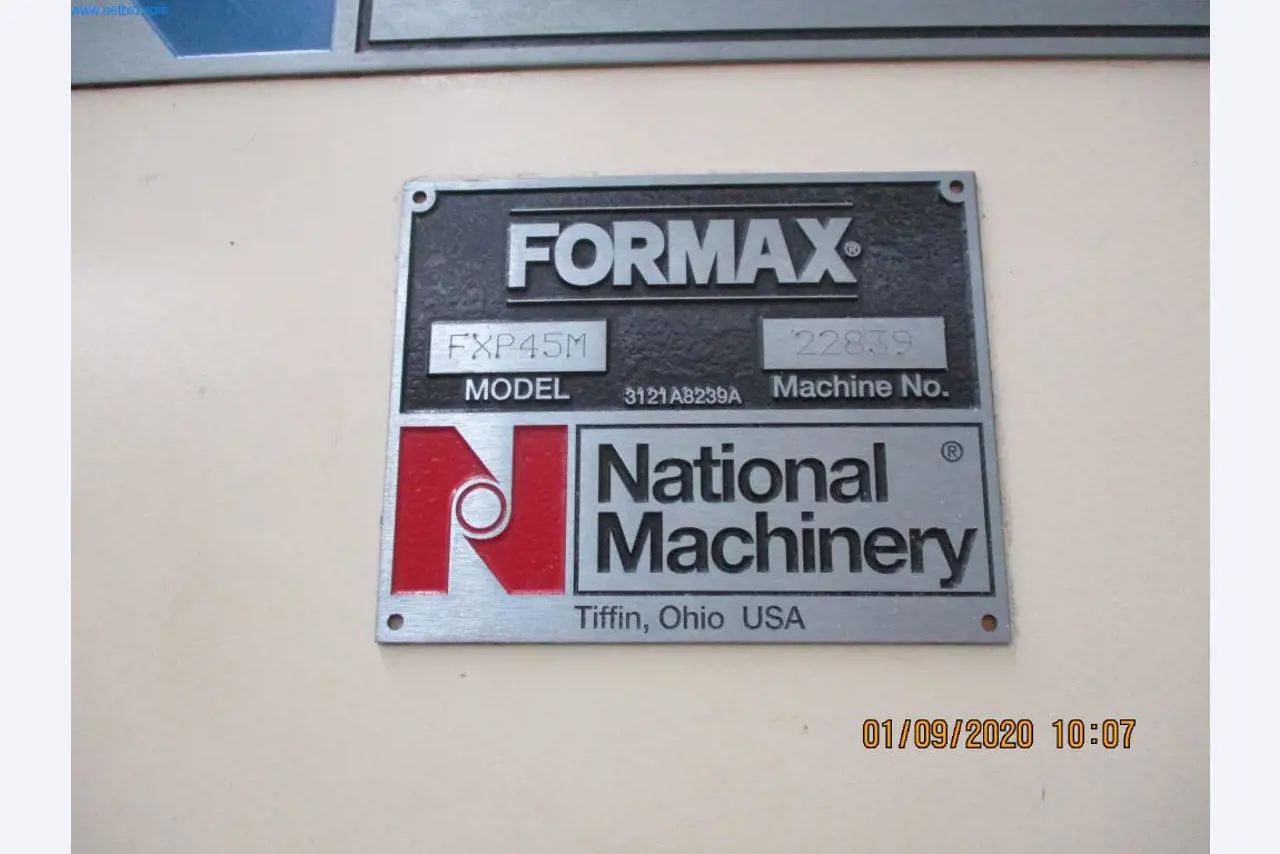 FORMAX®
FXP45M
22839
MODEL
3121A8239A
Machine No.
National ®
Machinery
Tiffin, Ohio USA
01/09/2020 10:07